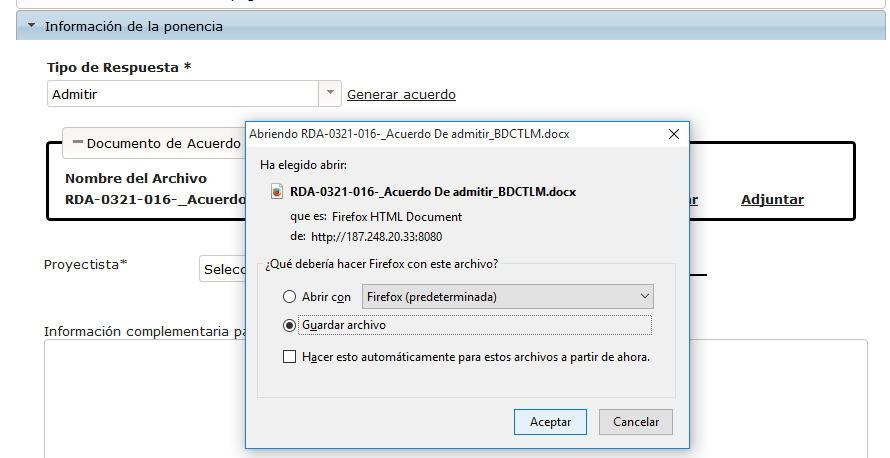 Información de la ponencia
Tipo de Respuesta *
Admitir
Generar acuerdo
Documento de Acuerdo
Nombre del Archivo
RDA-0321-016-_Acuerdo
Adjuntar
Proyectista*
Selecc
Información complementaria pa
Abriendo RDA-0321-016-_Acuerdo De admitir_BDCTLM.docx
Ha elegido abrir:
RDA-0321-016-_Acuerdo De admitir_BDCTLM.docx
que es: Firefox HTML Document
de: http://187.248.20.33:8080
¿Qué debería hacer Firefox con este archivo?
Abrir con
Firefox (predeterminada)
Guardar archivo
Hacer esto automáticamente para estos archivos a partir de ahora.
Aceptar
Cancelar